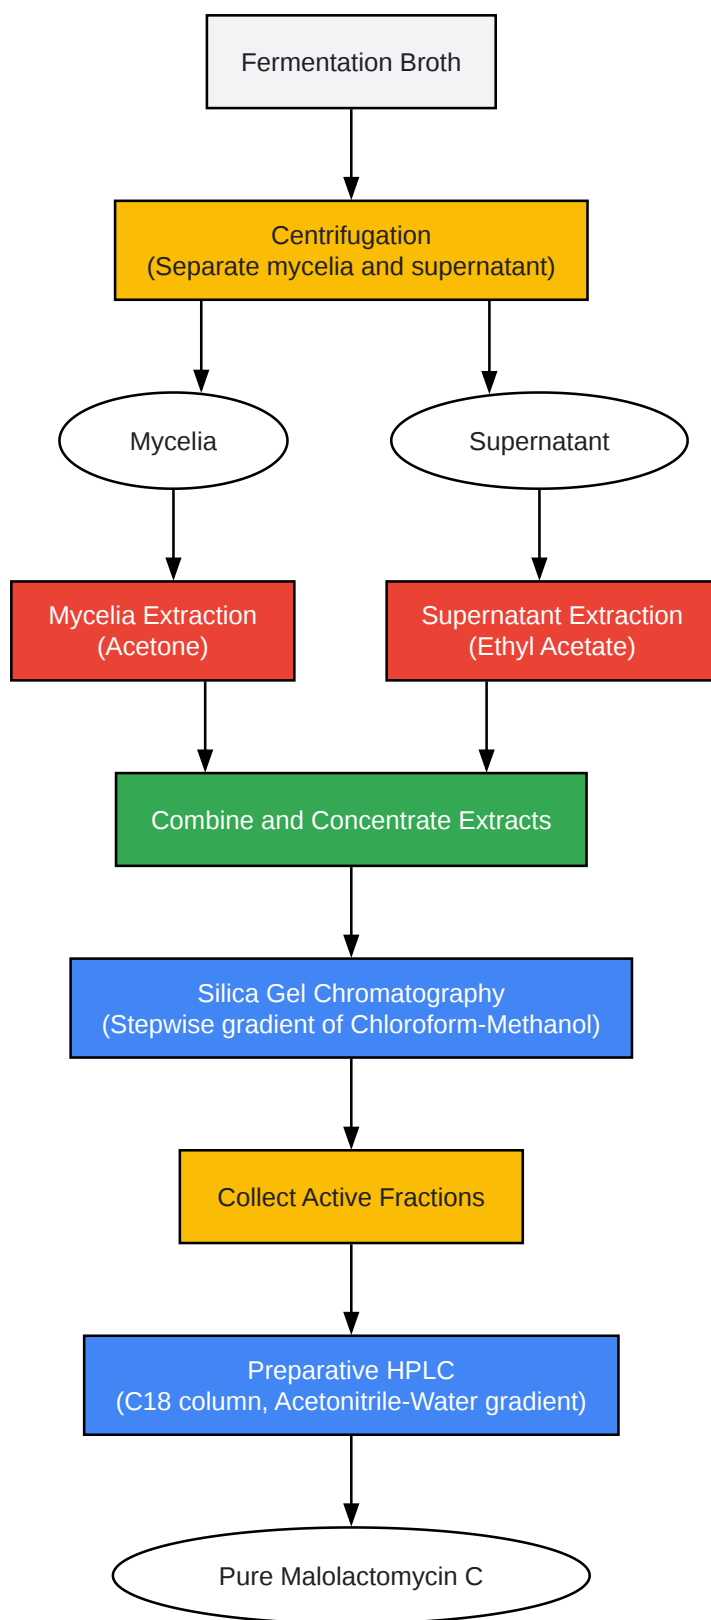 Fermentation Broth
Centrifugation
(Separate mycelia and supernatant)
Mycelia
Supernatant
Mycelia Extraction
(Acetone)
Supernatant Extraction
(Ethyl Acetate)
Combine and Concentrate Extracts
Silica Gel Chromatography
(Stepwise gradient of Chloroform-Methanol)
Collect Active Fractions
Preparative HPLC
(C18 column, Acetonitrile-Water gradient)
Pure Malolactomycin C